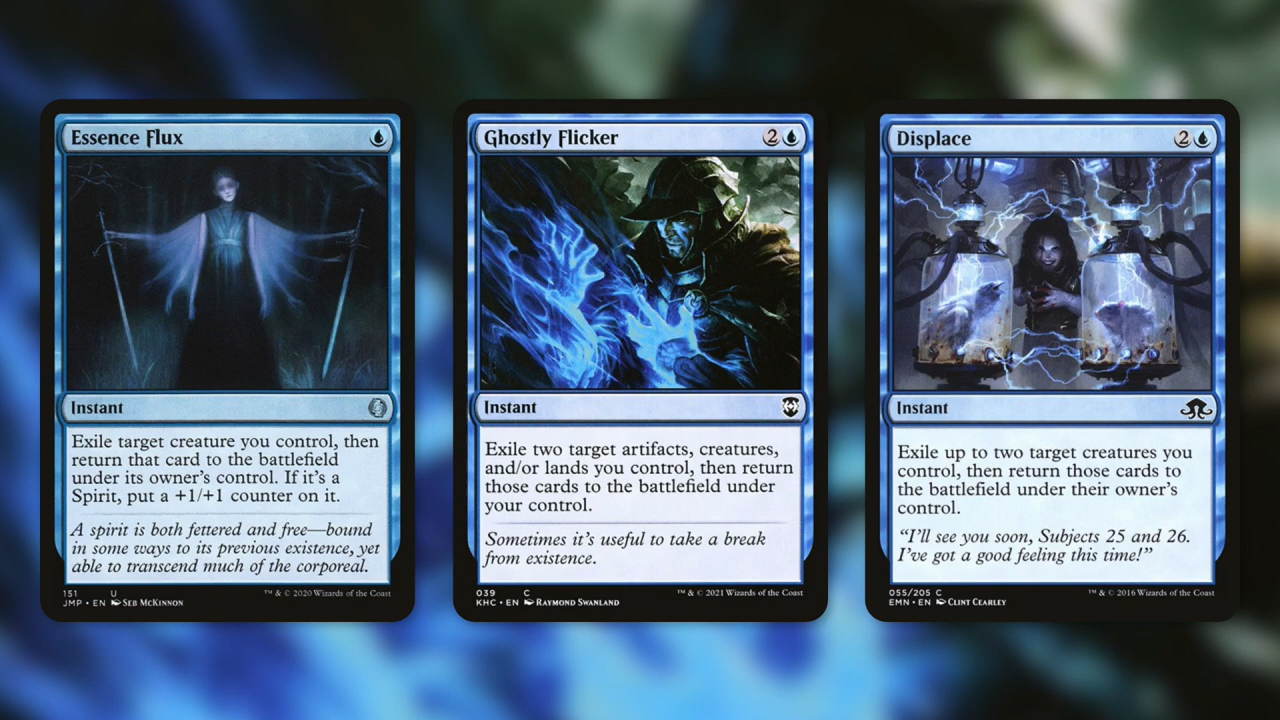 Essence Flux
Instant
Exile target creature you control, then
return that card to the battlefield
under its owner's control. If it's a
Spirit, put a +1/+1 counter on it.
A spirit is both fettered and free—bound
in some ways to its previous existence, yet
able to transcend much of the corporeal.
151 U
JMP • EN SEB MCKINNON
™ & © 2020 Wizards of the Coast
Ghostly Flicker 2
Instant
Exile two target artifacts, creatures,
and/or lands you control, then return
those cards to the battlefield under
your control.
Sometimes it's useful to take a break
from existence.
039 C
KHC • EN RAYMOND SWANLAND
™ & © 2021 Wizards of the Coast
Displace 2
Instant
Exile up to two target creatures you
control, then return those cards to
the battlefield under their owner's
control.
"I'll see you soon, Subjects 25 and 26.
I've got a good feeling this time!"
055/205 C
EMN • EN CLINT CEARLEY
™ & © 2016 Wizards of the Coast